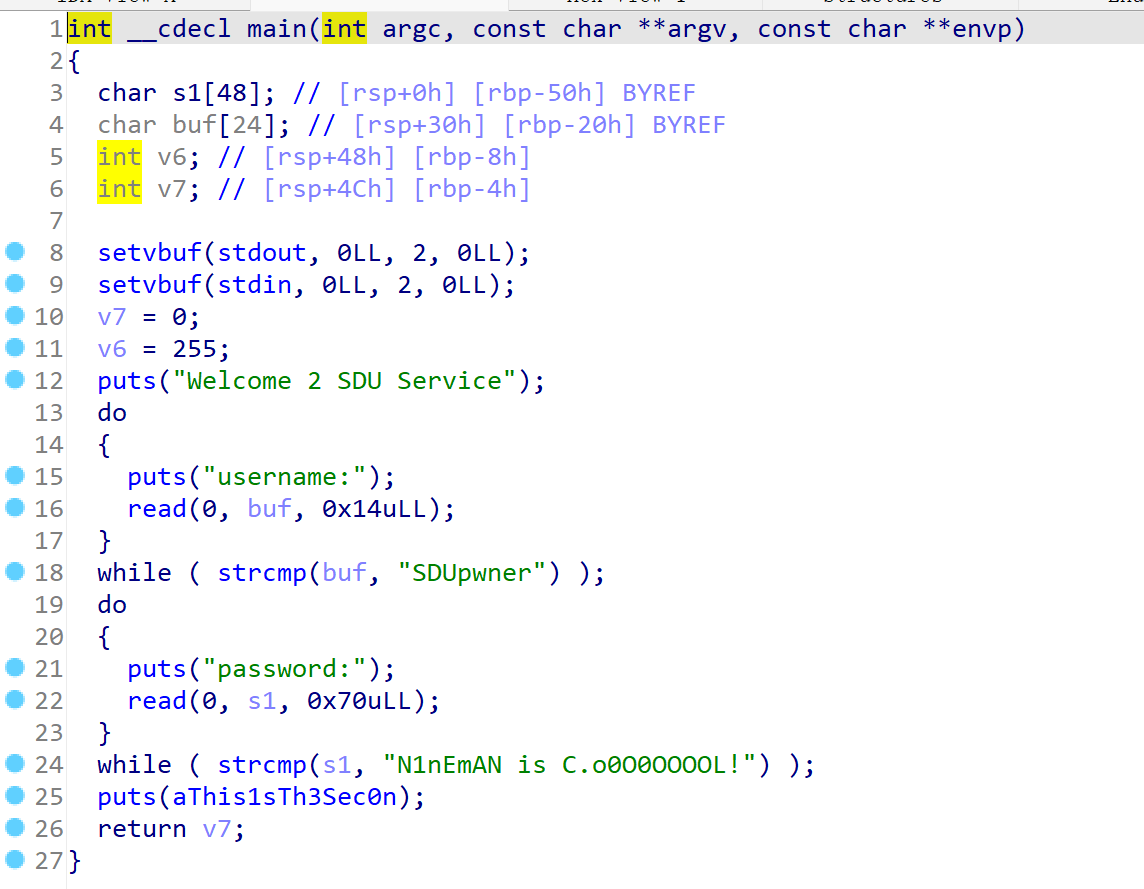 1 int __cdecl main(int argc, const char **argv, const char **envp)
2 {
3 char s1[48]; // [rsp+0h] [rbp-50h] BYREF
4 char buf[24]; // [rsp+30h] [rbp-20h] BYREF
5 int v6; // [rsp+48h] [rbp-8h]
6 int v7; // [rsp+4Ch] [rbp-4h]
7
8 setvbuf(stdout, 0LL, 2, 0LL);
9 setvbuf(stdin, 0LL, 2, 0LL);
10 v7 = 0;
11 v6 = 255;
12 puts("Welcome 2 SDU Service");
13 do
14 {
15 puts("username:");
16 read(0, buf, 0x14uLL);
17 }
18 while ( strcmp(buf, "SDUpwner") );
19 do
20 {
21 puts("password:");
22 read(0, s1, 0x70uLL);
23 }
24 while ( strcmp(s1, "N1nEmAN is C.o0O0OOOOL!") );
25 puts(aThis1sTh3Sec0n);
26 return v7;
27 }